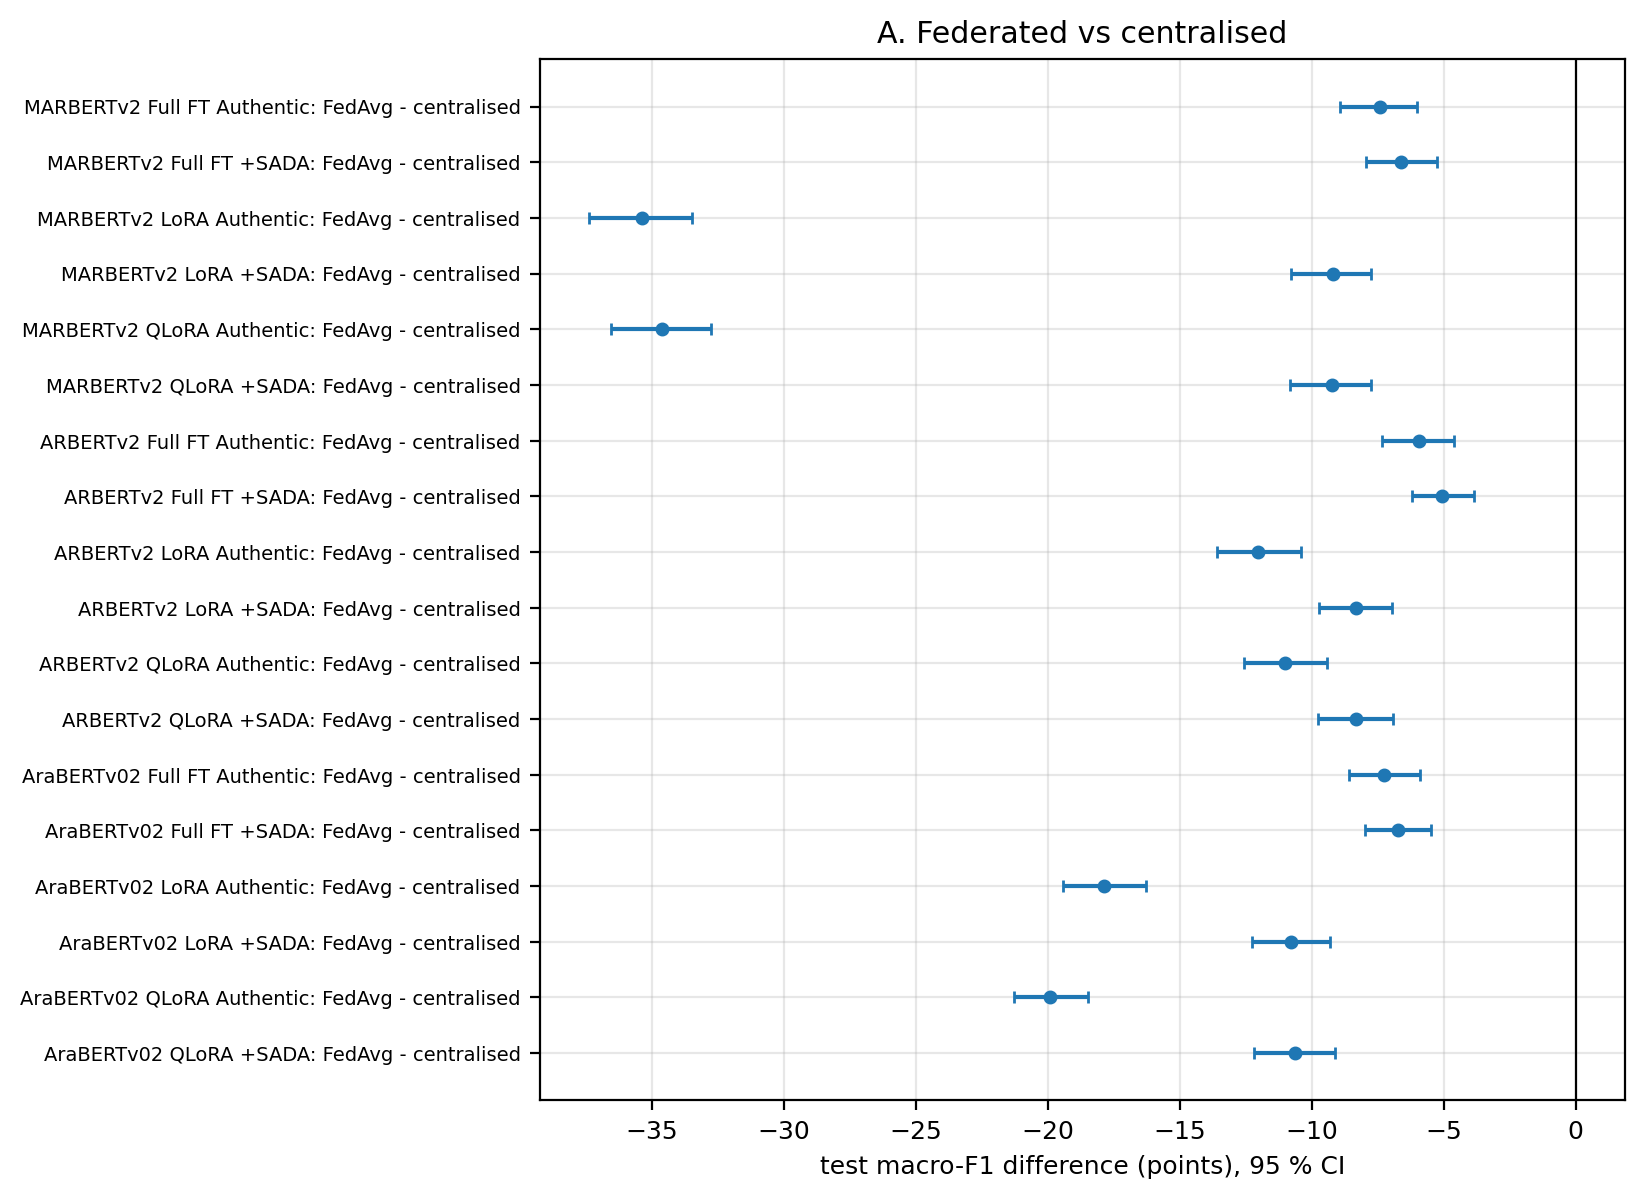 A. Federated vs centralised
MARBERTv2 Full FT Authentic: FedAvg - centralised
MARBERTv2 Full FT +SADA: FedAvg - centralised
MARBERTv2 LoRA Authentic: FedAvg - centralised
MARBERTv2 LoRA +SADA: FedAvg - centralised
MARBERTv2 QLoRA Authentic: FedAvg - centralised
MARBERTv2 QLoRA +SADA: FedAvg - centralised
ARBERTv2 Full FT Authentic: FedAvg - centralised
ARBERTv2 Full FT +SADA: FedAvg - centralised
ARBERTv2 LoRA Authentic: FedAvg - centralised
ARBERTv2 LoRA +SADA: FedAvg - centralised
ARBERTv2 QLoRA Authentic: FedAvg - centralised
ARBERTv2 QLoRA +SADA: FedAvg - centralised
AraBERTv02 Full FT Authentic: FedAvg - centralised
AraBERTv02 Full FT +SADA: FedAvg - centralised
AraBERTv02 LoRA Authentic: FedAvg - centralised
AraBERTv02 LoRA +SADA: FedAvg - centralised
AraBERTv02 QLoRA Authentic: FedAvg - centralised
AraBERTv02 QLoRA +SADA: FedAvg - centralised
−35 −30 −25 −20 −15 −10 −5 0
test macro-F1 difference (points), 95 % CI